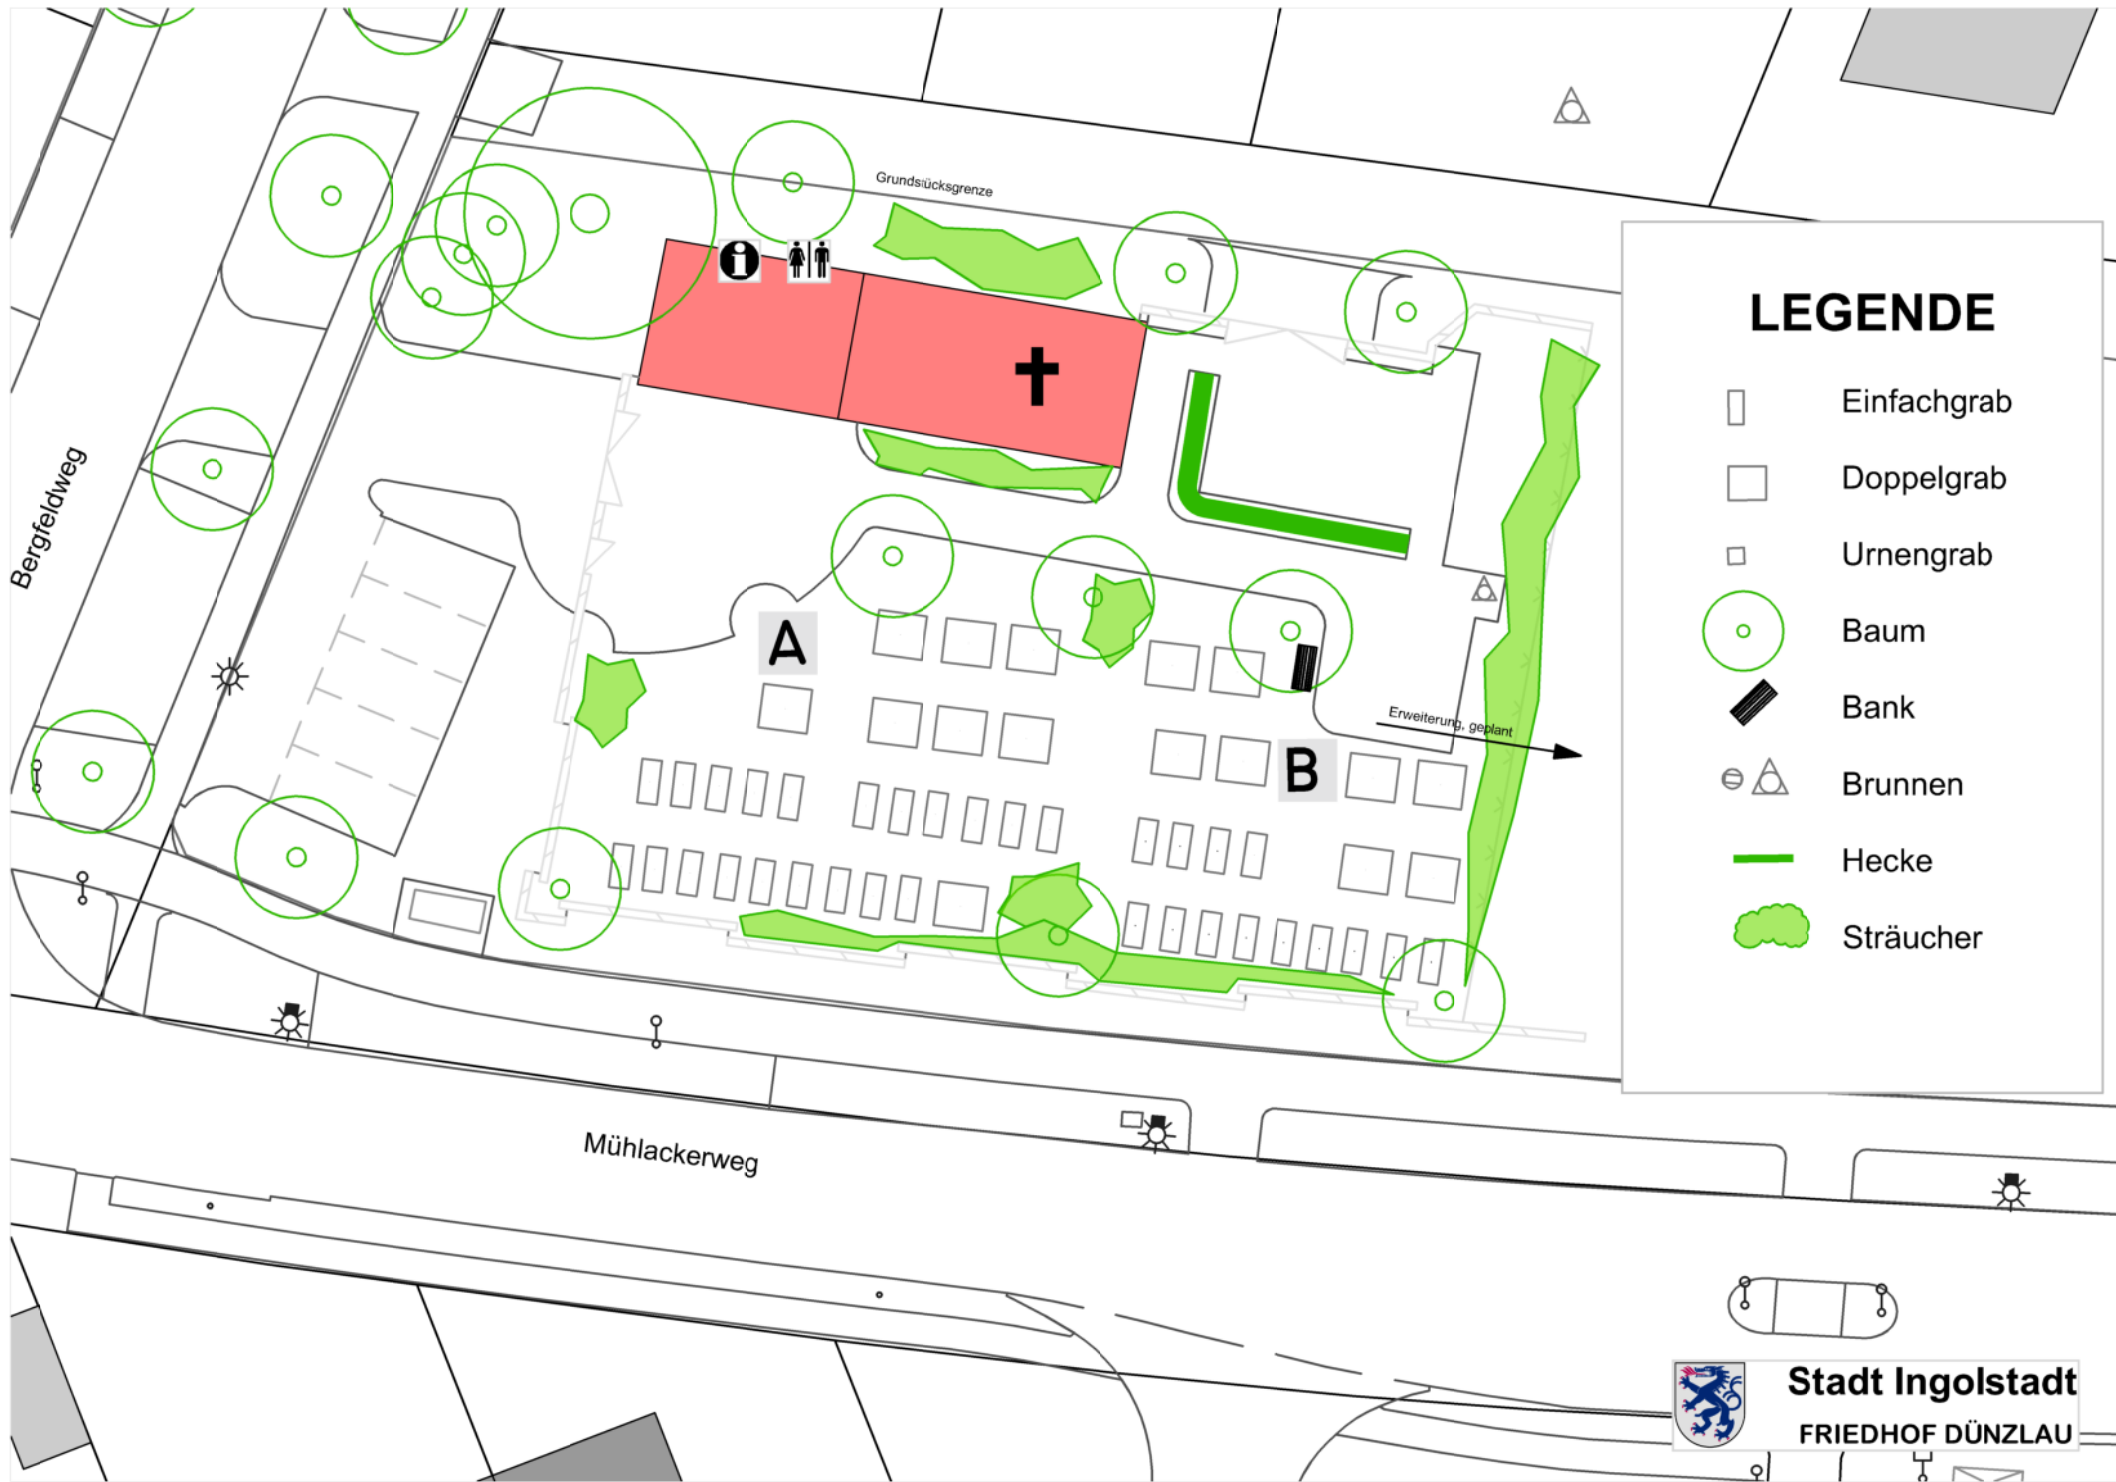 Grundstücksgrenze
LEGENDE
Einfachgrab
Doppelgrab
Urnengrab
Baum
Bank
Brunnen
Hecke
Sträucher
Bergfeldweg
A
Erweiterung, geplant
B
Mühlackerweg
Stadt Ingolstadt
FRIEDHOF DÜNZLAU